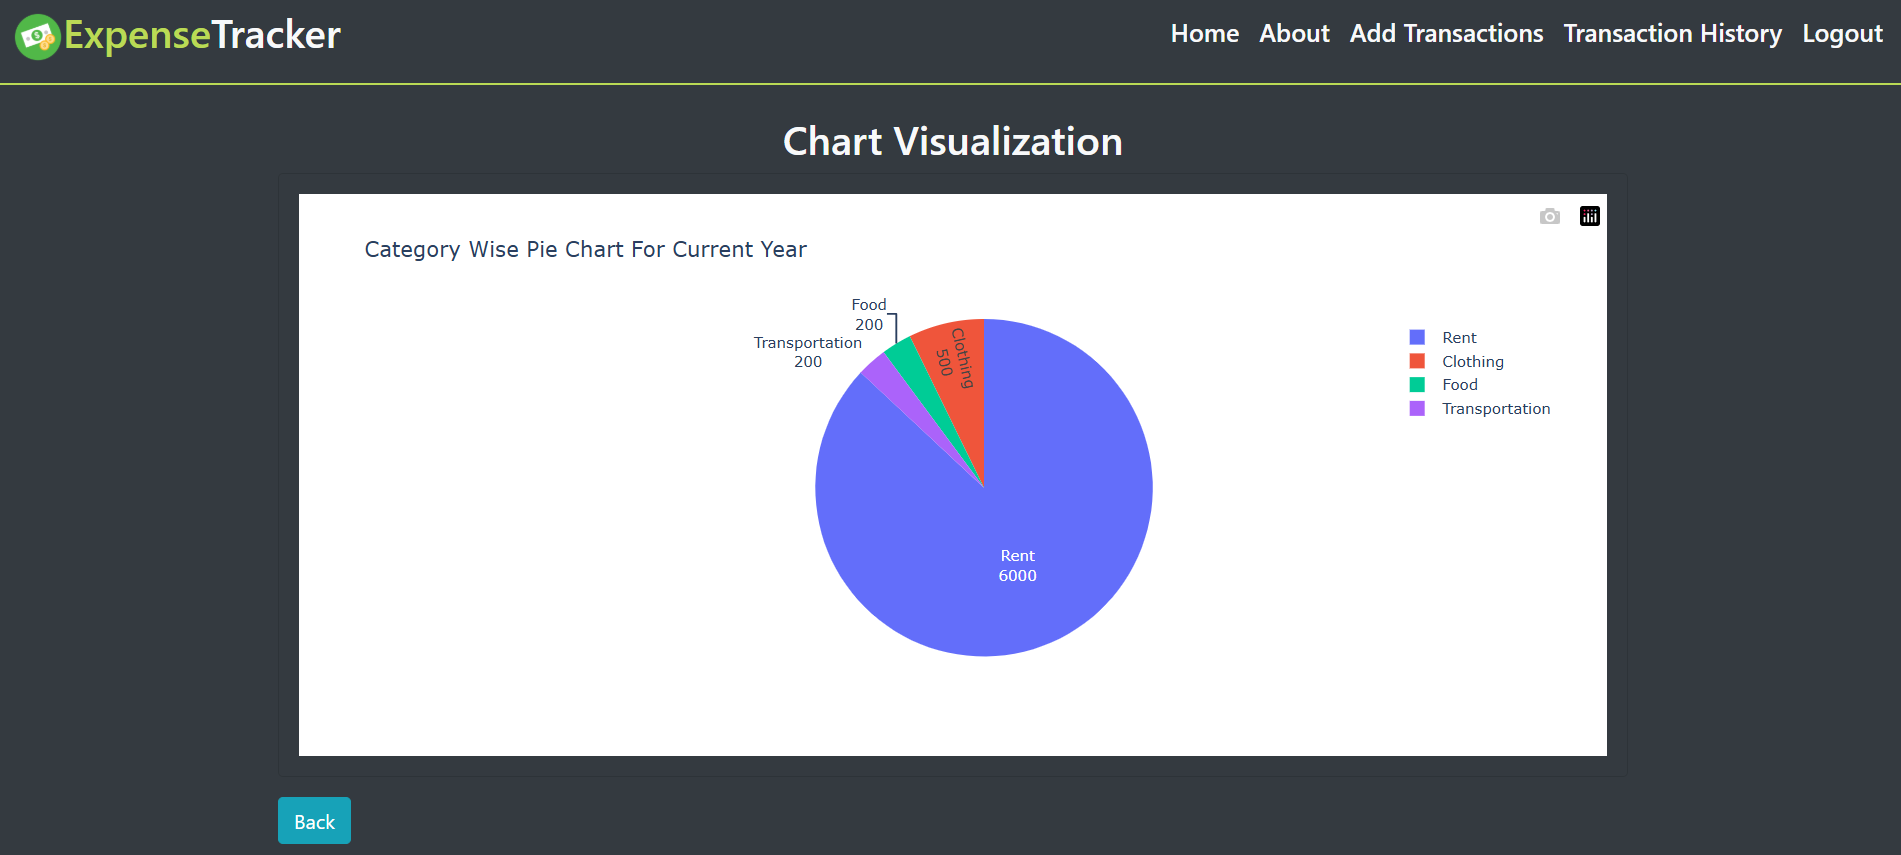 ExpenseTracker
Home About Add Transactions Transaction History Logout
Chart Visualization
Category Wise Pie Chart For Current Year
Food
200
Transportation
200
Clothing
500
Rent
6000
Rent
Clothing
Food
Transportation
Back